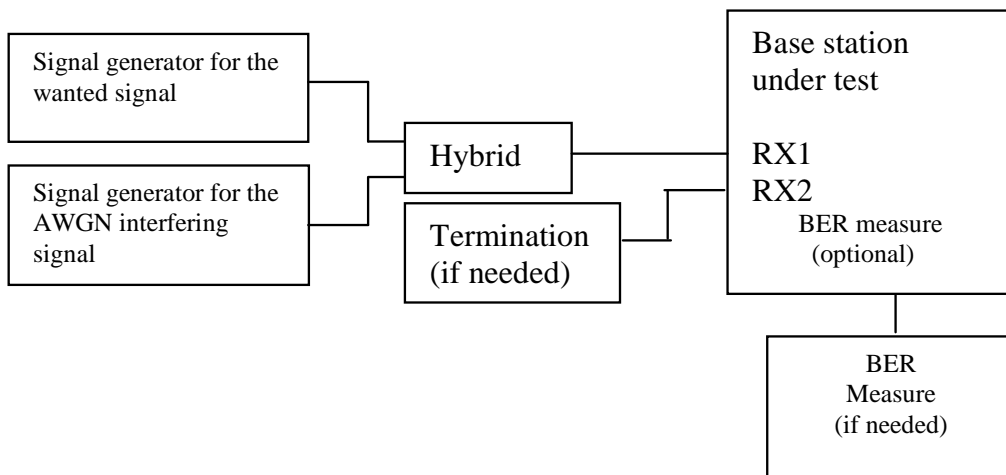 Signal generator for the
wanted signal
Signal generator for the
AWGN interfering
signal
Hybrid
Termination
(if needed)
Base station
under test
RX1
RX2
BER measure
(optional)
BER
Measure
(if needed)